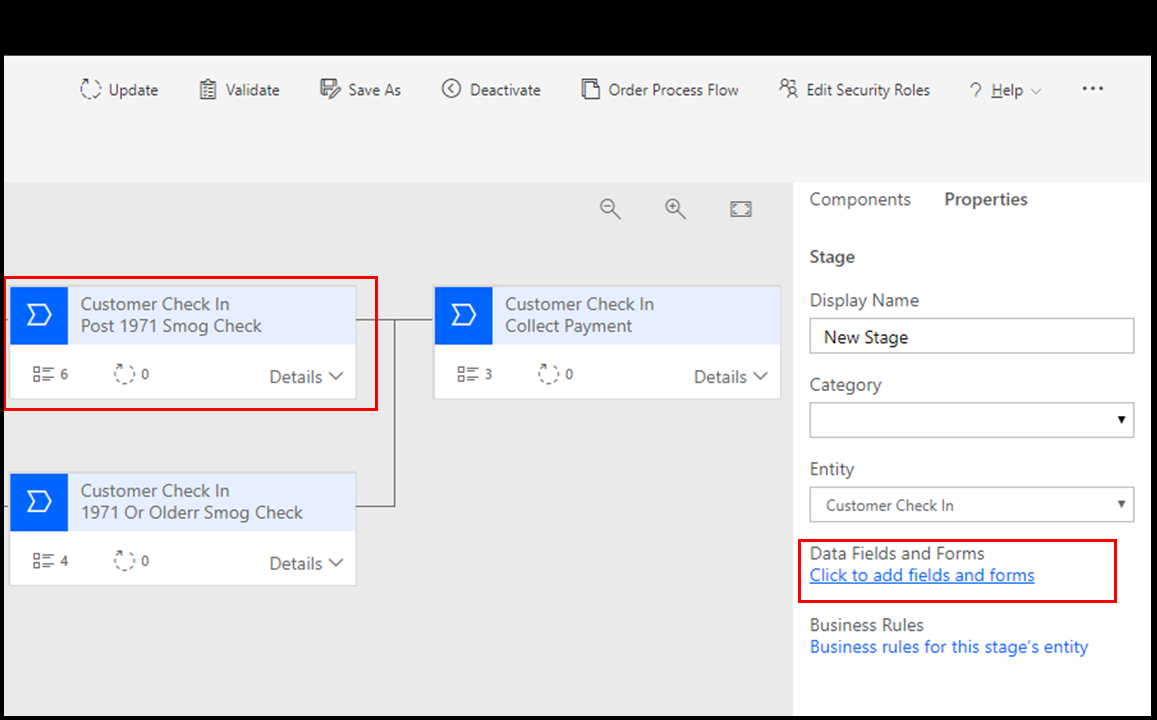 Update Validate Save As Deactivate Order Process Flow Edit Security Roles ? Help ...
Components Properties
Stage
Display Name
New Stage
Category
Entity
Customer Check In
Data Fields and Forms
Click to add fields and forms
Business Rules
Business rules for this stage's entity
Customer Check In
Post 1971 Smog Check
6 0 Details
Customer Check In
Collect Payment
3 0 Details
Customer Check In
1971 Or Olderr Smog Check
4 0 Details